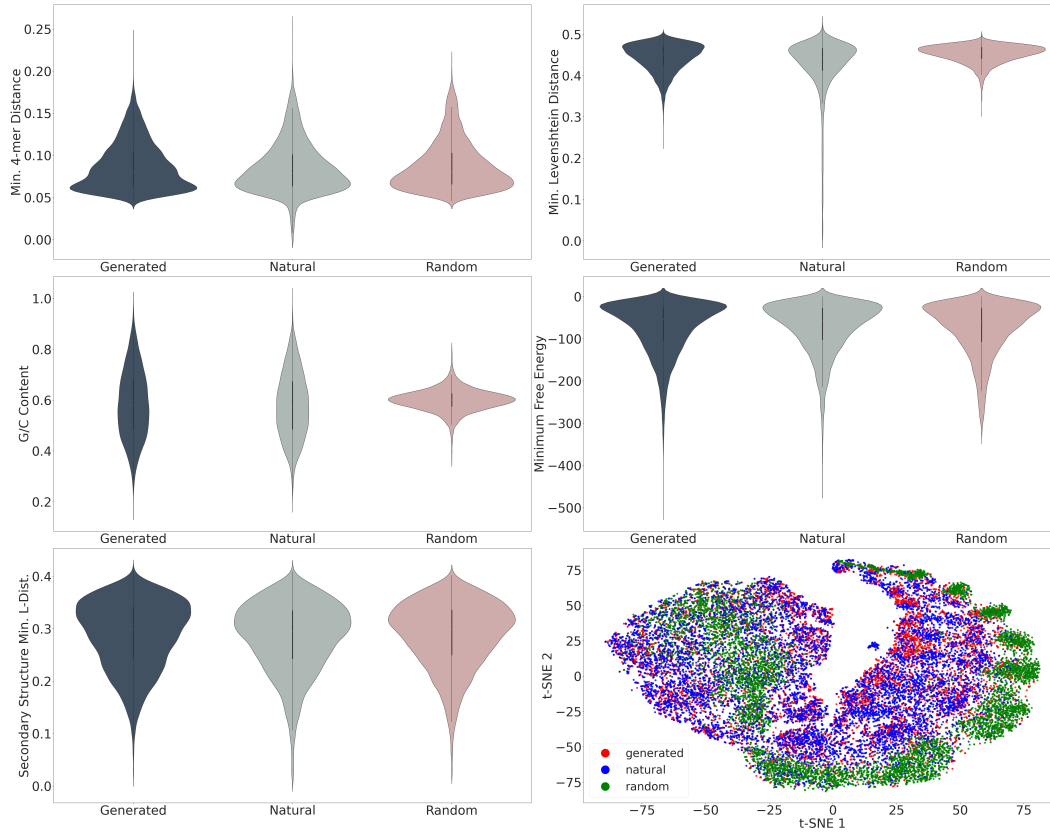 Min. 4-mer Distance
0.25
0.20
0.15
0.10
0.05
0.00
Generated Natural Random
Min. Levenshtein Distance
0.5
0.4
0.3
0.2
0.1
0.0
Generated Natural Random
G/C Content
1.0
0.8
0.6
0.4
0.2
Generated Natural Random
Minimum Free Energy
0
−100
−200
−300
−400
−500
Generated Natural Random
Secondary Structure Min. L-Dist.
0.4
0.3
0.2
0.1
0.0
Generated Natural Random
t-SNE 2
75
50
25
0
−25
−50
−75
generated
natural
random
−75 −50 −25 0 25 50 75
t-SNE 1